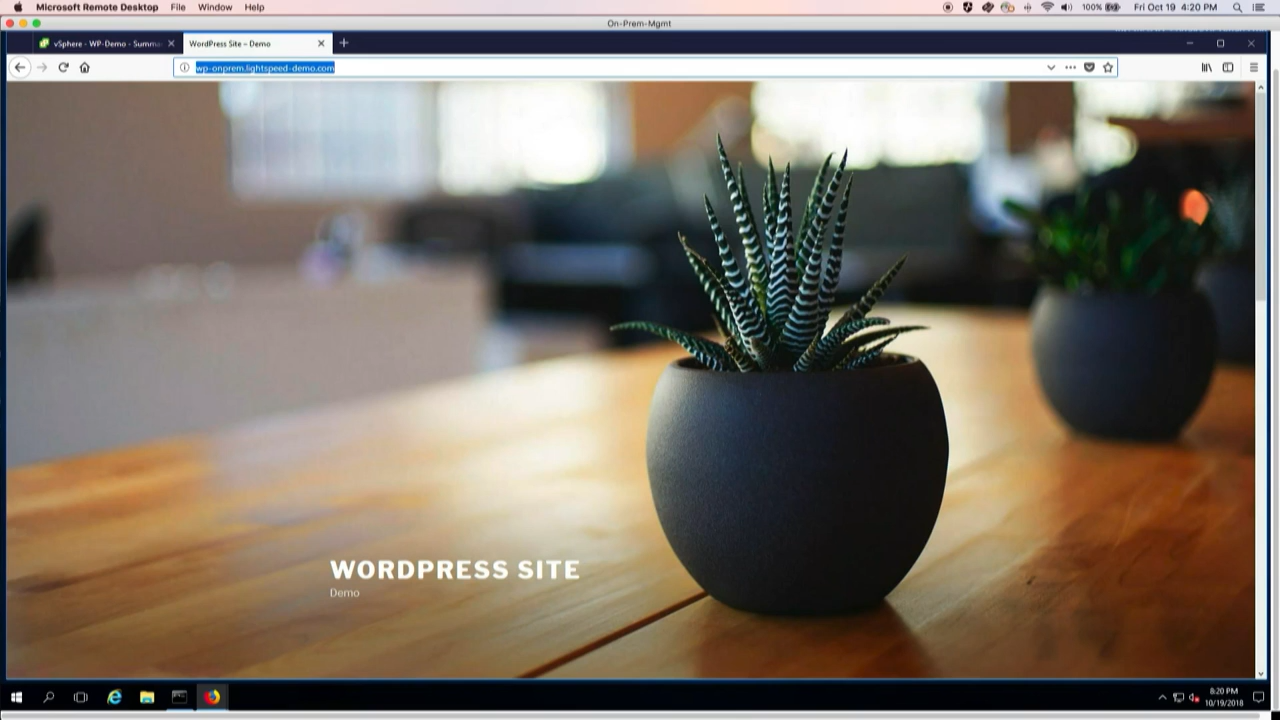 Microsoft Remote Desktop File Window Help 100% Fri Oct 19 4:20 PM
On-Prem-Mgmt
vSphere - WP-Demo - Summa WordPress Site – Demo
wp-onprem.lightspeed-demo.com
WORDPRESS SITE
Demo
8:20 PM
10/19/2018